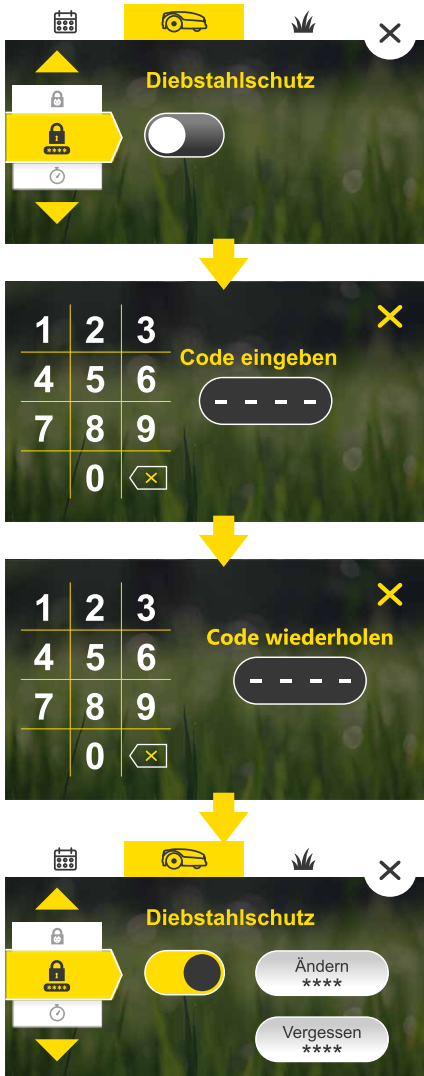 Diebstahlschutz
****
1 2 3
Code eingeben
4 5 6
- - - -
7 8 9
0
1 2 3
Code wiederholen
4 5 6
- - - -
7 8 9
0
Diebstahlschutz
Ändern
****
****
Vergessen
****